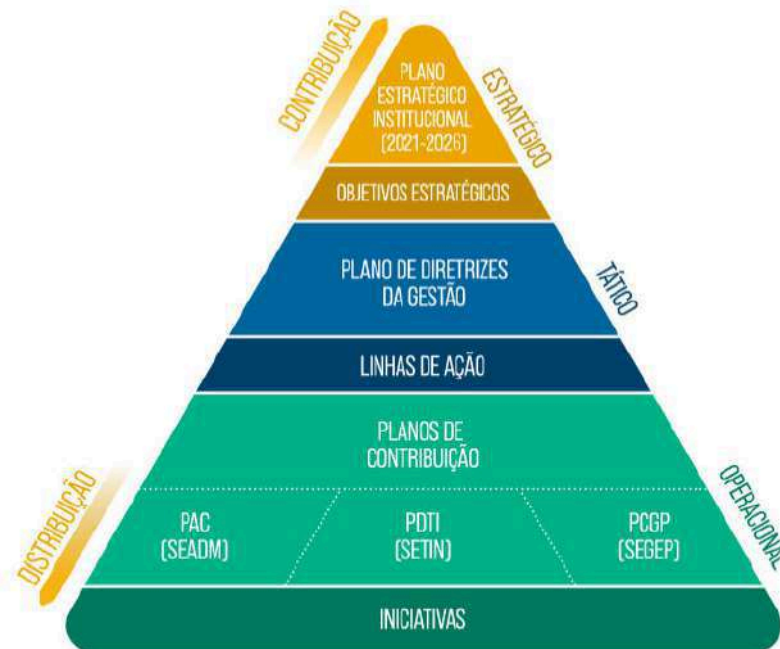 CONTRIBUIÇÃO
PLANO
ESTRATÉGICO
INSTITUCIONAL
(2021-2026)
ESTRATÉGICO
OBJETIVOS ESTRATÉGICOS
PLANO DE DIRETRIZES
DA GESTÃO
TÁTICO
LINHAS DE AÇÃO
PLANOS DE
CONTRIBUIÇÃO
DISTRIBUIÇÃO
PAC
(SEADM)
PDTI
(SETIN)
PCGP
(SEGEP)
OPERACIONAL
INICIATIVAS